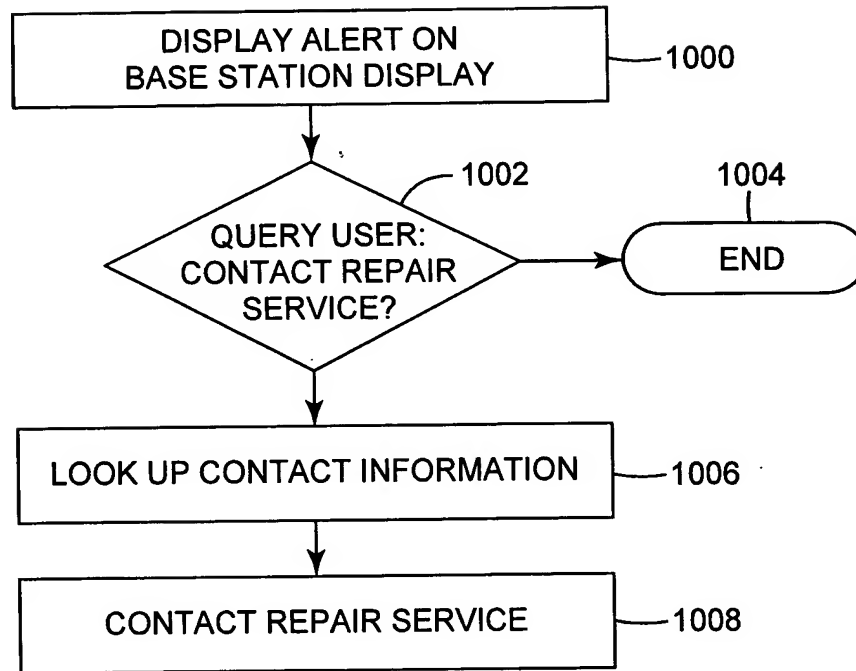 DISPLAY ALERT ON
BASE STATION DISPLAY
1000
1002
QUERY USER:
CONTACT REPAIR
SERVICE?
1004
END
LOOK UP CONTACT INFORMATION
1006
CONTACT REPAIR SERVICE
1008